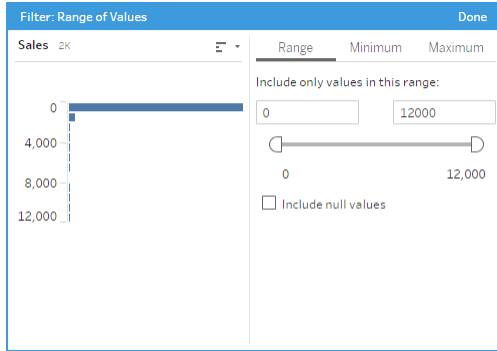 Filter: Range of Values Done
Sales 2K
0
4,000
8,000
12,000
Range Minimum Maximum
Include only values in this range:
0 12000
0 12,000
Include null values